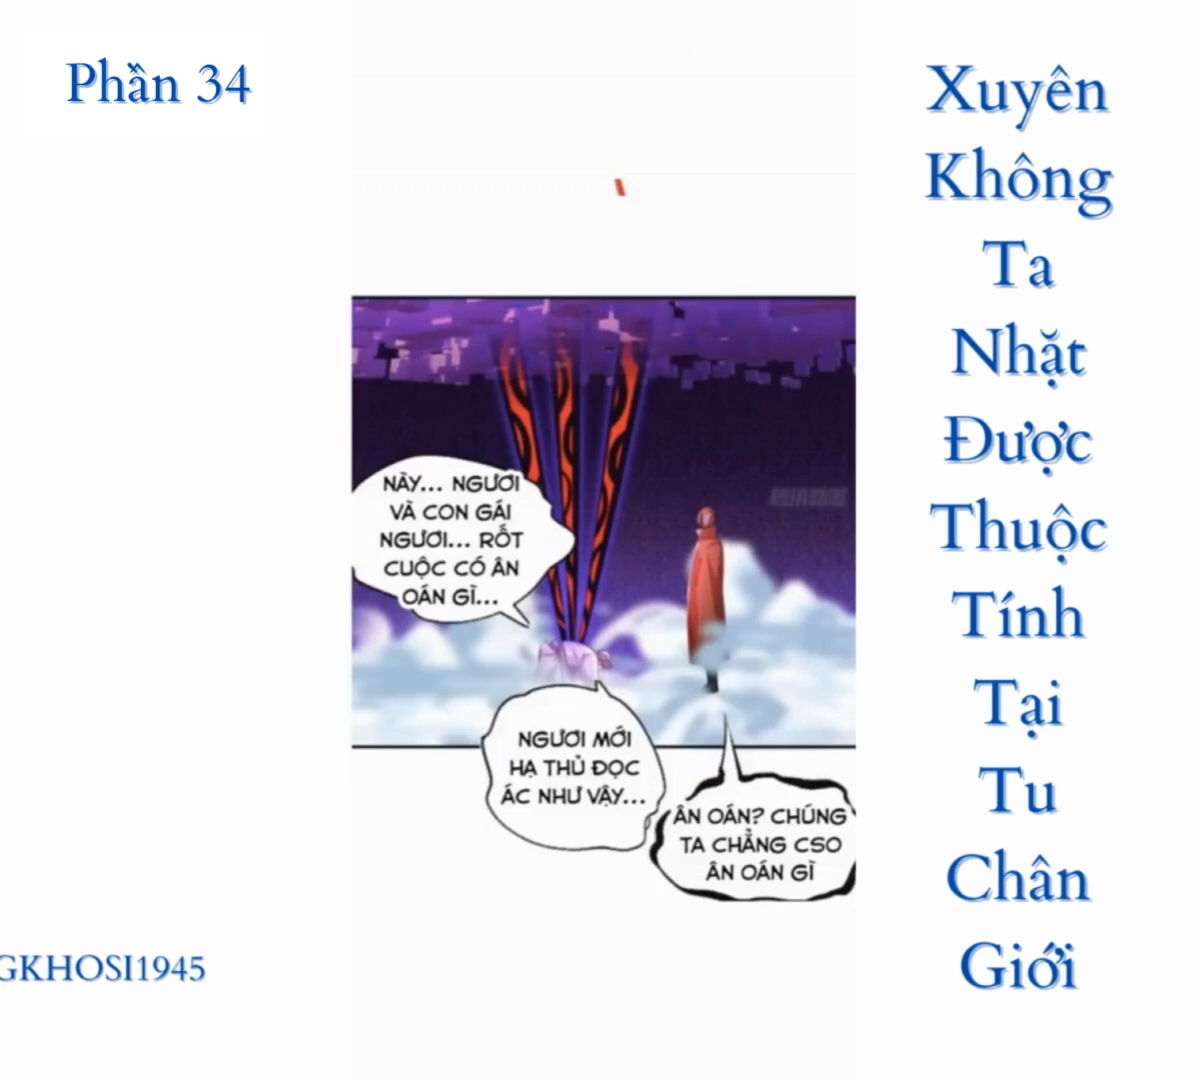 Phần 34
Xuyên
Không
Ta
Nhặt
Được
Thuộc
Tính
Tại
Tu
Chân
Giới
NÀY... NGƯƠI
VÀ CON GÁI
NGƯƠI... RỐT
CUỘC CÓ ÂN
OÁN GÌ...
NGƯƠI MỚI
HẠ THỦ ĐỌC
ÁC NHƯ VẬY...
ÂN OÁN? CHÚNG
TA CHẲNG CSO
ÂN OÁN GÌ
GKHOSI1945